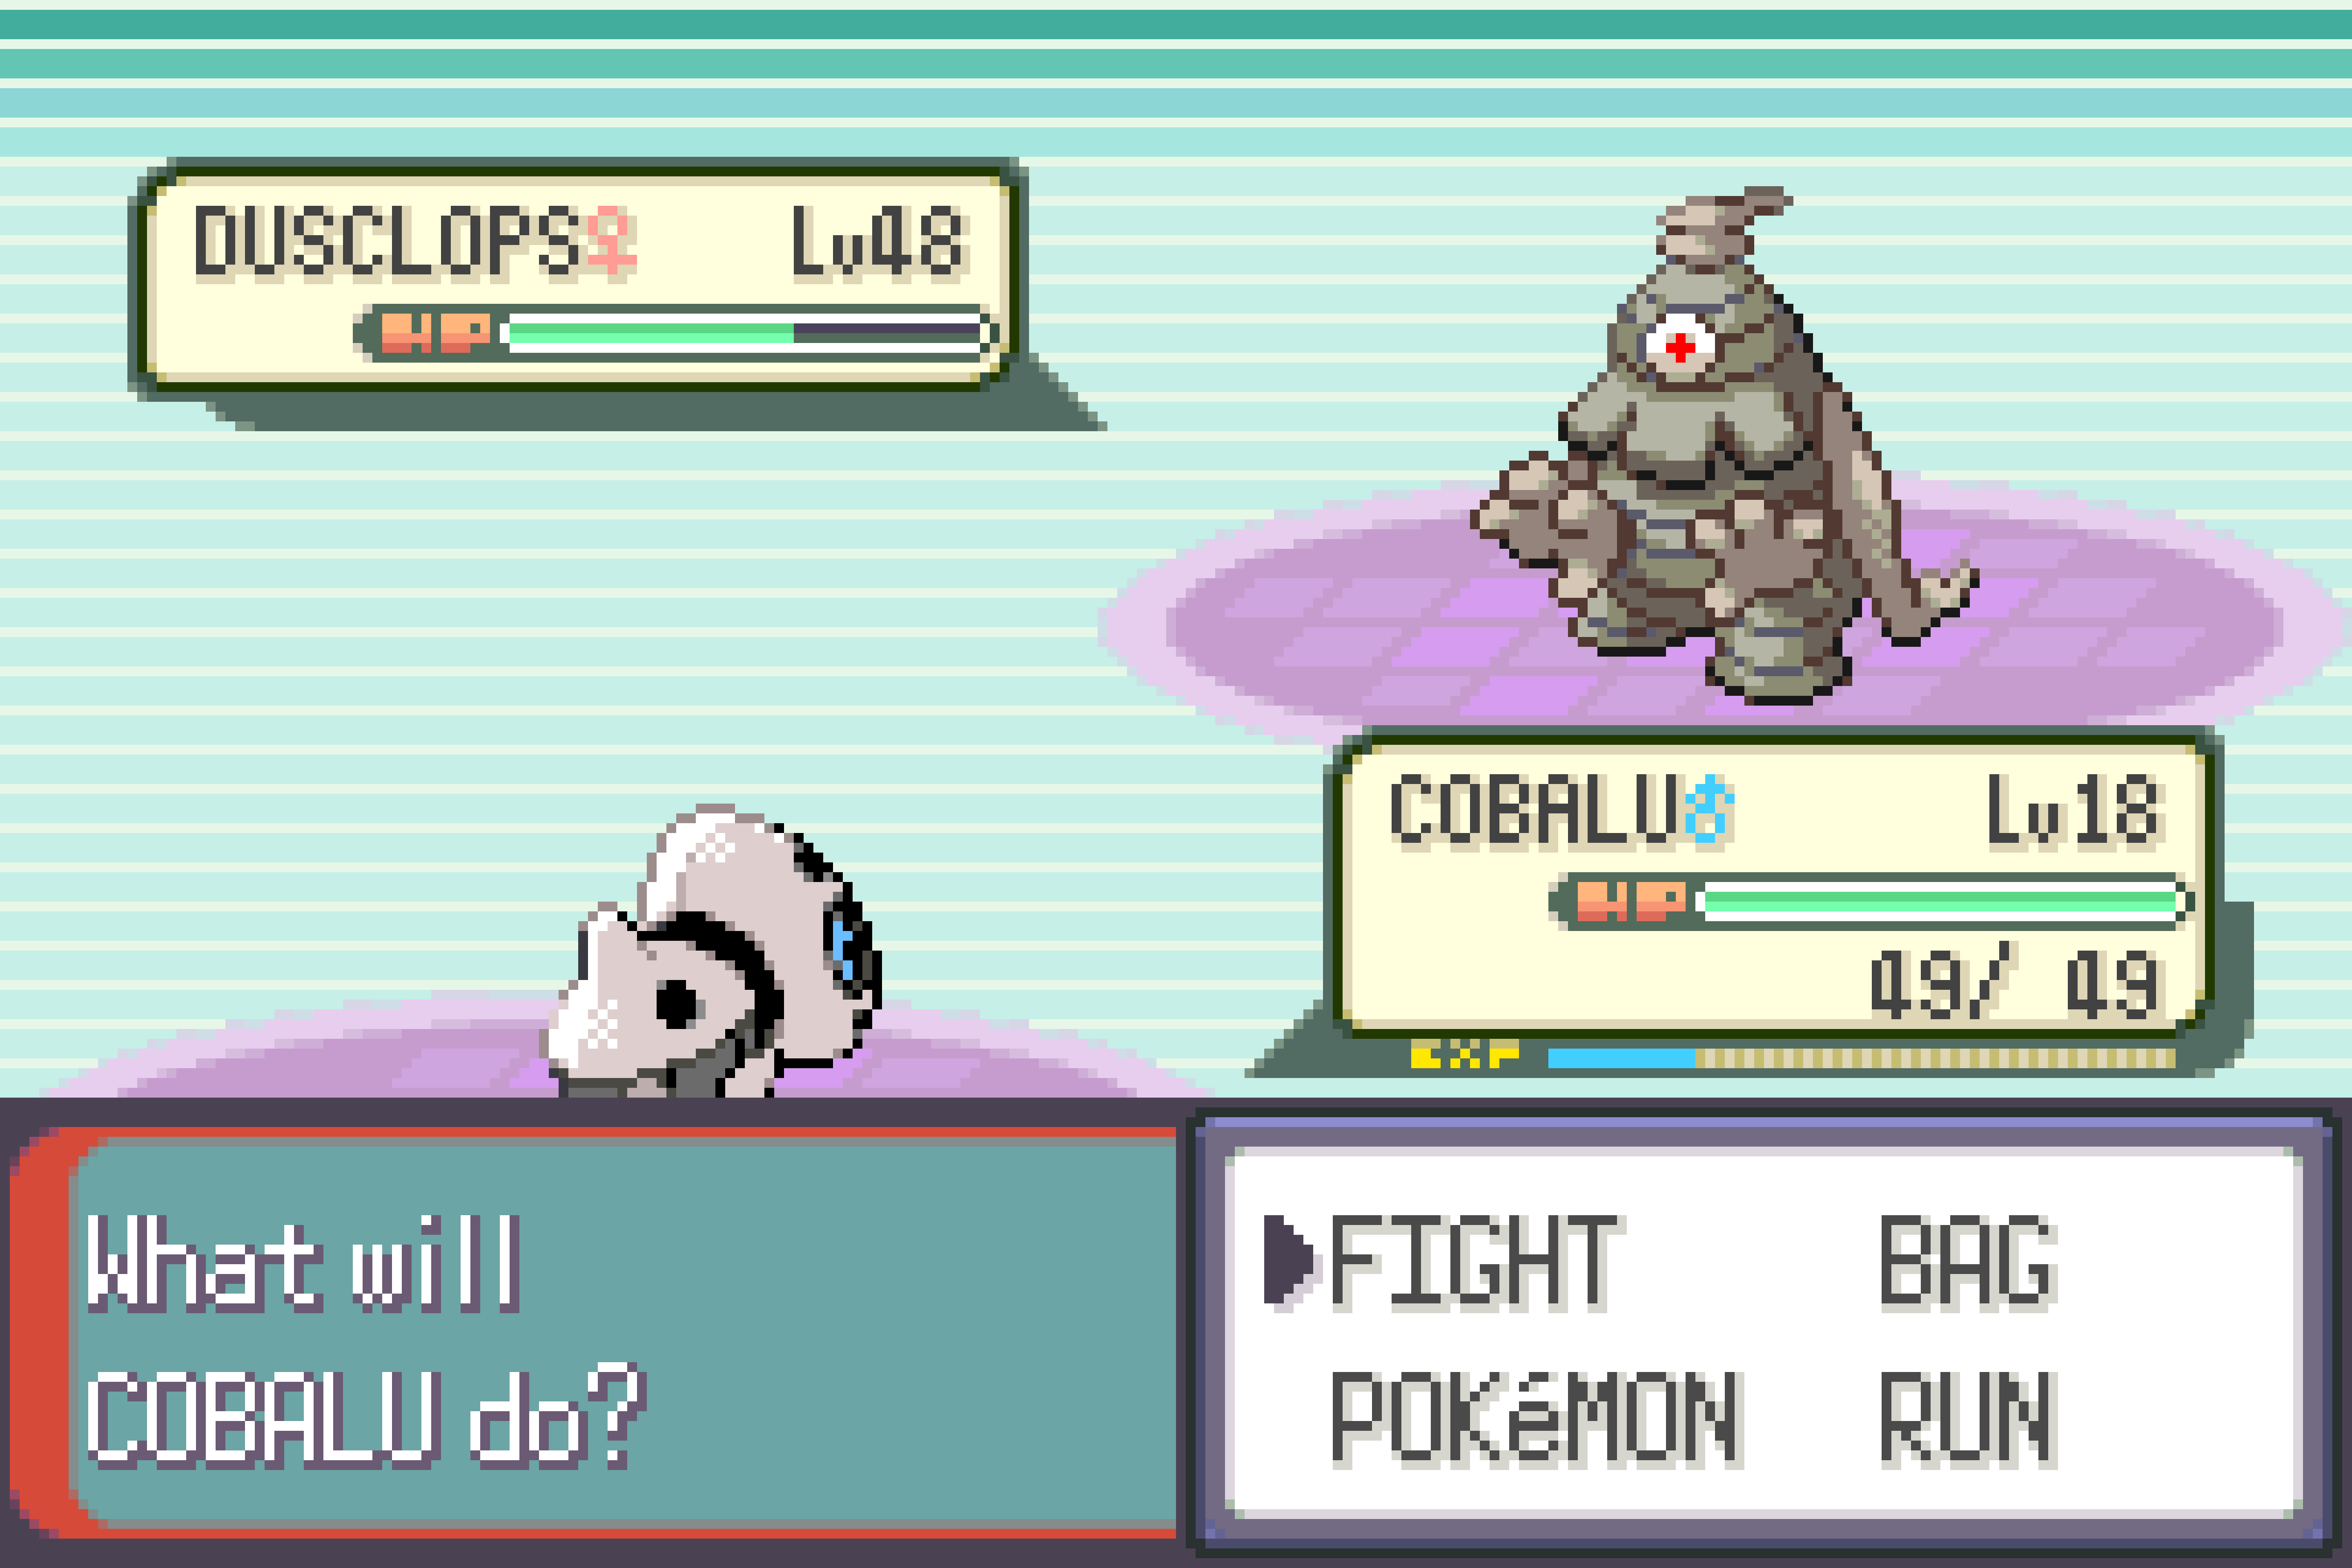 DUSCLOPS♀ Lv48
HP
COBALU♂ Lv18
HP
49/ 49
EXP
What will
COBALU do?
FIGHT BAG
POKéMON RUN